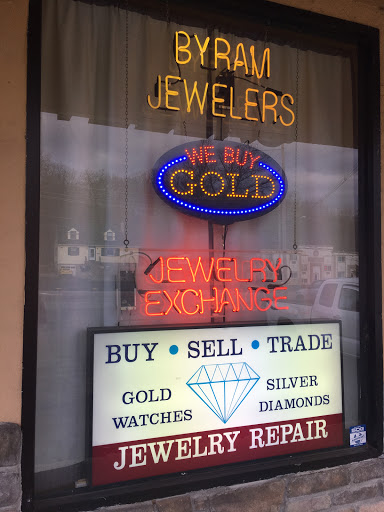 BYRAM
JEWELERS
WE BUY
GOLD
JEWELRY
EXCHANGE
BUY • SELL • TRADE
GOLD SILVER
WATCHES DIAMONDS
JEWELRY REPAIR